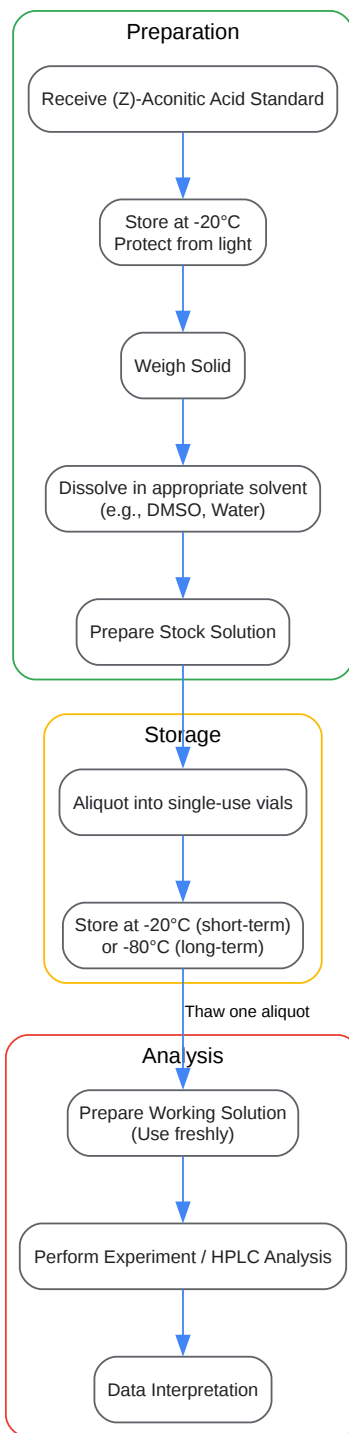 Preparation
Receive (Z)-Aconitic Acid Standard
Store at -20°C
Protect from light
Weigh Solid
Dissolve in appropriate solvent
(e.g., DMSO, Water)
Prepare Stock Solution
Storage
Aliquot into single-use vials
Store at -20°C (short-term)
or -80°C (long-term)
Thaw one aliquot
Analysis
Prepare Working Solution
(Use freshly)
Perform Experiment / HPLC Analysis
Data Interpretation